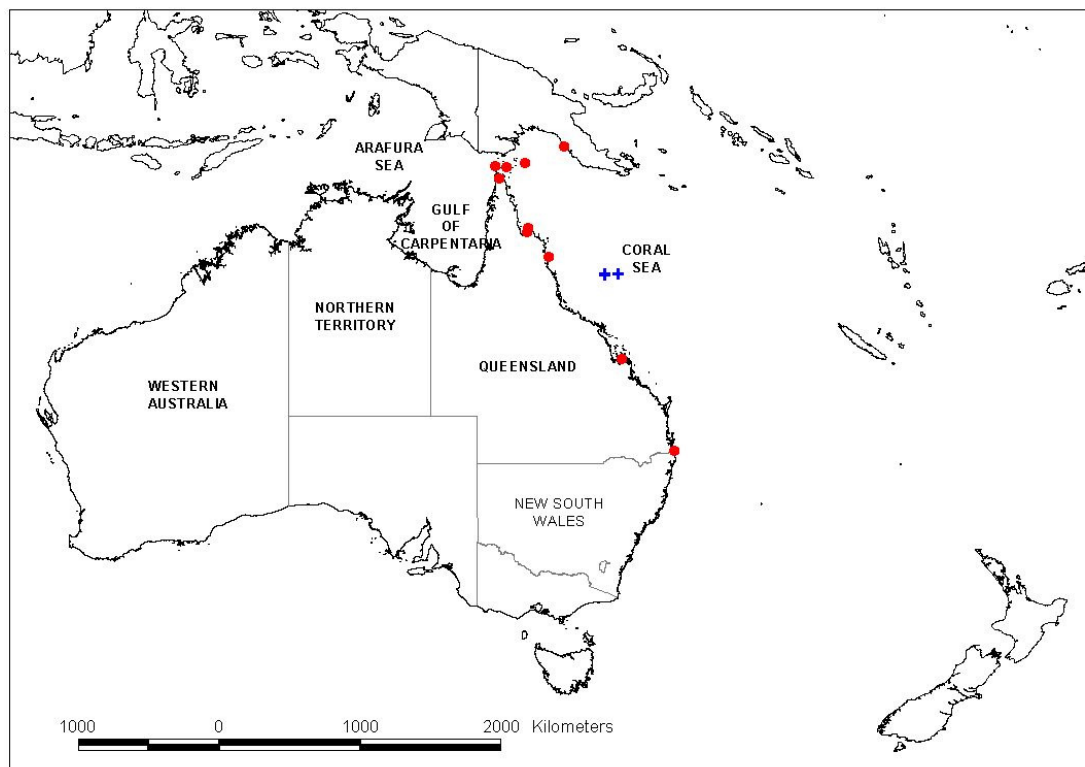 ARAFURA
SEA
GULF
OF
CARPENTARIA
CORAL
SEA
NORTHERN
TERRITORY
QUEENSLAND
WESTERN
AUSTRALIA
NEW SOUTH
WALES
1000 0 1000 2000 Kilometers